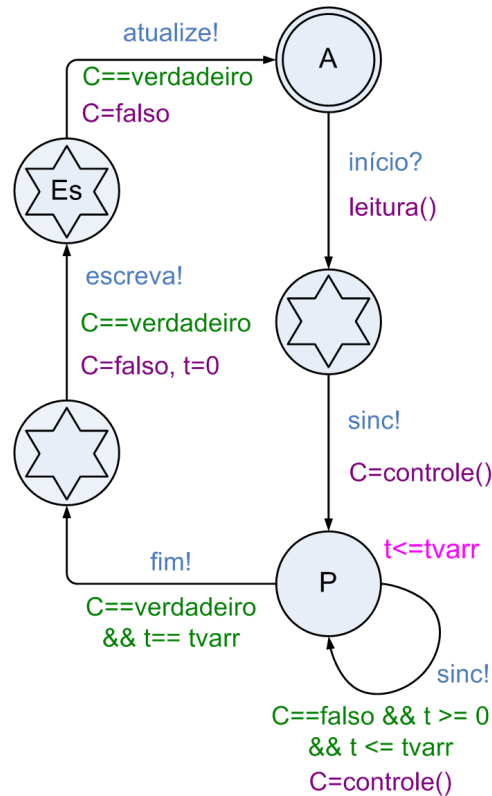 atualize!
A
C==verdadeiro
C=falso
início?
leitura()
Es
escreva!
C==verdadeiro
C=falso, t=0
sinc!
C=controle()
t<=tvarr
fim!
P
C==verdadeiro
&& t== tvarr
sinc!
C==falso && t >= 0
&& t <= tvarr
C=controle()